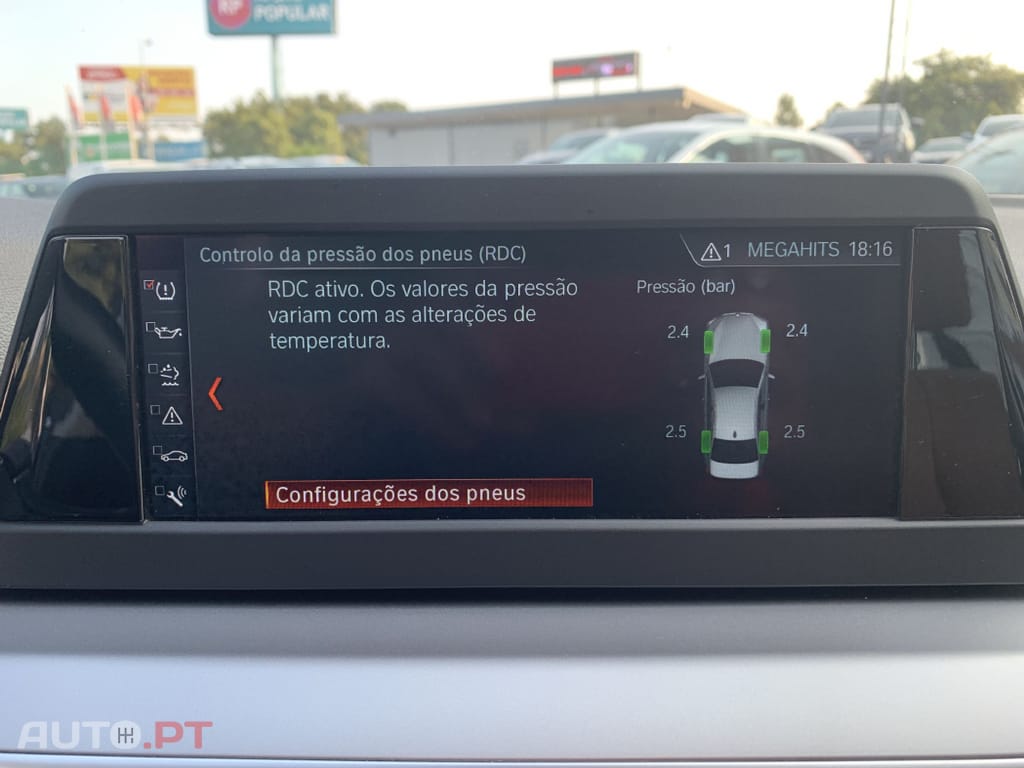 RP
POPULAR
Controlo da pressão dos pneus (RDC)
1 MEGAHITS 18:16
RDC ativo. Os valores da pressão
variam com as alterações de
temperatura.
Pressão (bar)
2.4 2.4
2.5 2.5
Configurações dos pneus
AUTO.PT